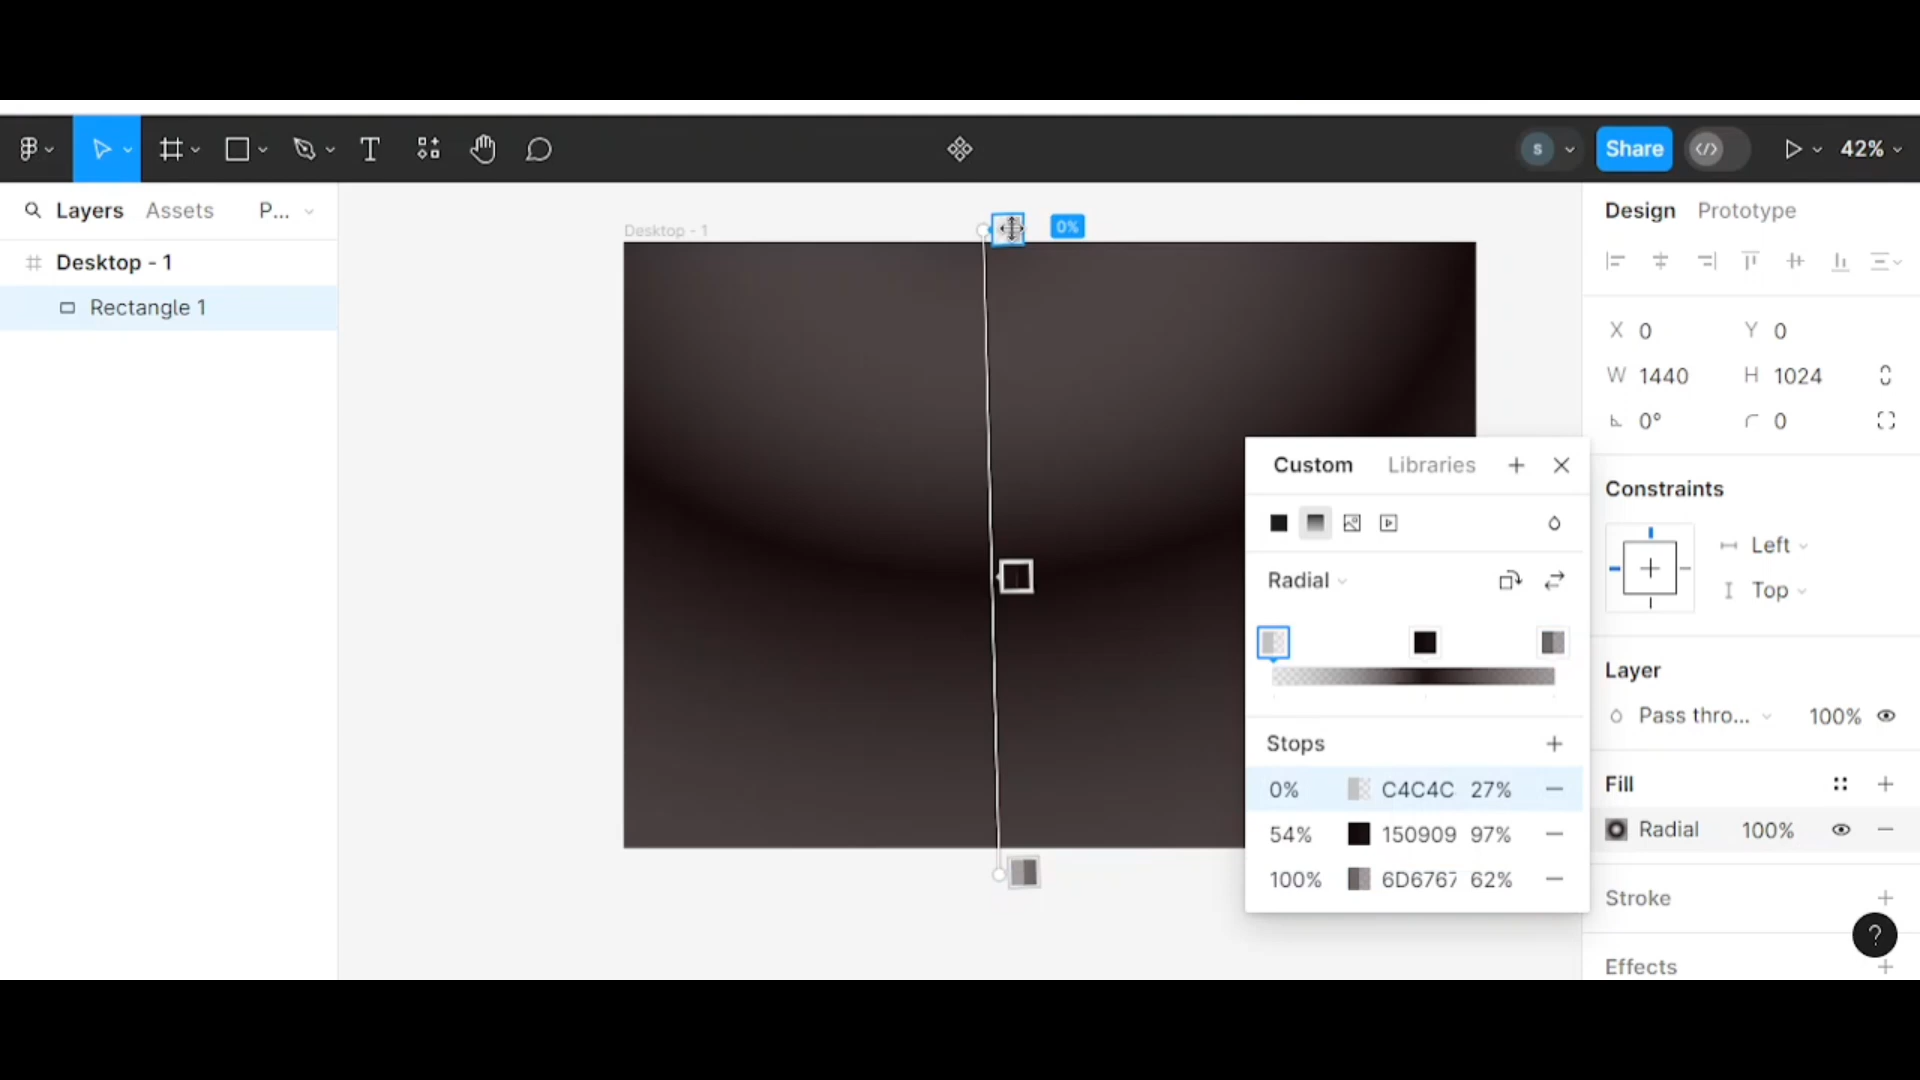 S
Share
42%
Layers
Assets
P...
Desktop - 1
Rectangle 1
Desktop - 1
0%
Design
Prototype
X 0
Y 0
W 1440
H 1024
0°
0
Constraints
Left
Top
Layer
Pass thro...
100%
Fill
Radial
100%
Stroke
Effects
?
Custom
Libraries
Radial
Stops
0% C4C4C 27%
54% 150909 97%
100% 6D6767 62%